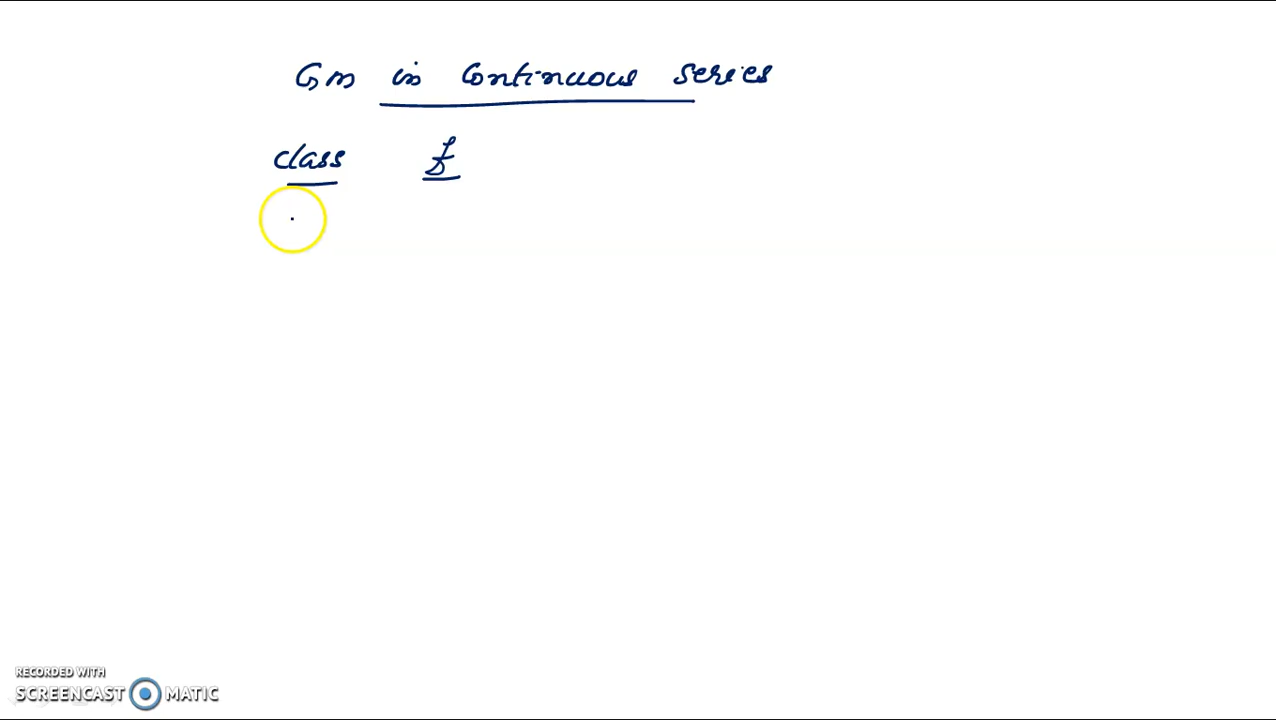 GM in Continuous series
class f
RECORDED WITH
SCREENCAST MATIC